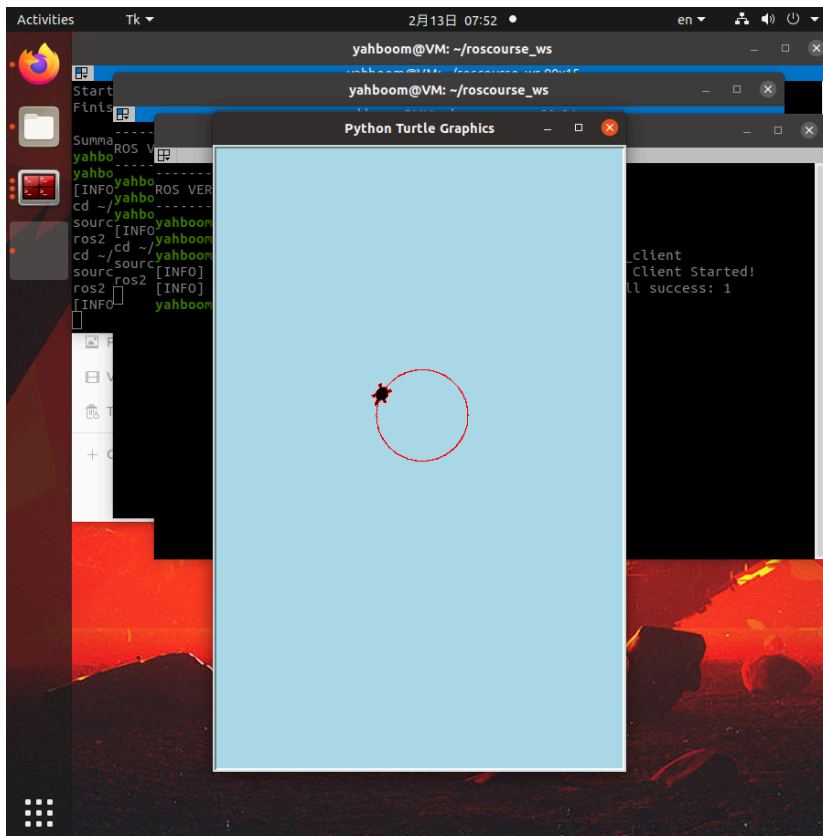 Activities
Tk
2月13日 07:52
en
yahboom@VM: ~/roscourse_ws
Start
Finis
Summa
yahbo
yahbo
[INFO
cd ~/
sourc
ros2
cd ~/
sourc
ros2
[INFO
yahboom@VM: ~/roscourse_ws
ROS V
yahbo
yahbo
yahbo
[INFO
cd ~/
sourc
ros2
ROS VER
yahboom
yahboom
yahboom
_client
[INFO]
Client Started!
[INFO]
ll success: 1
yahboom
Python Turtle Graphics